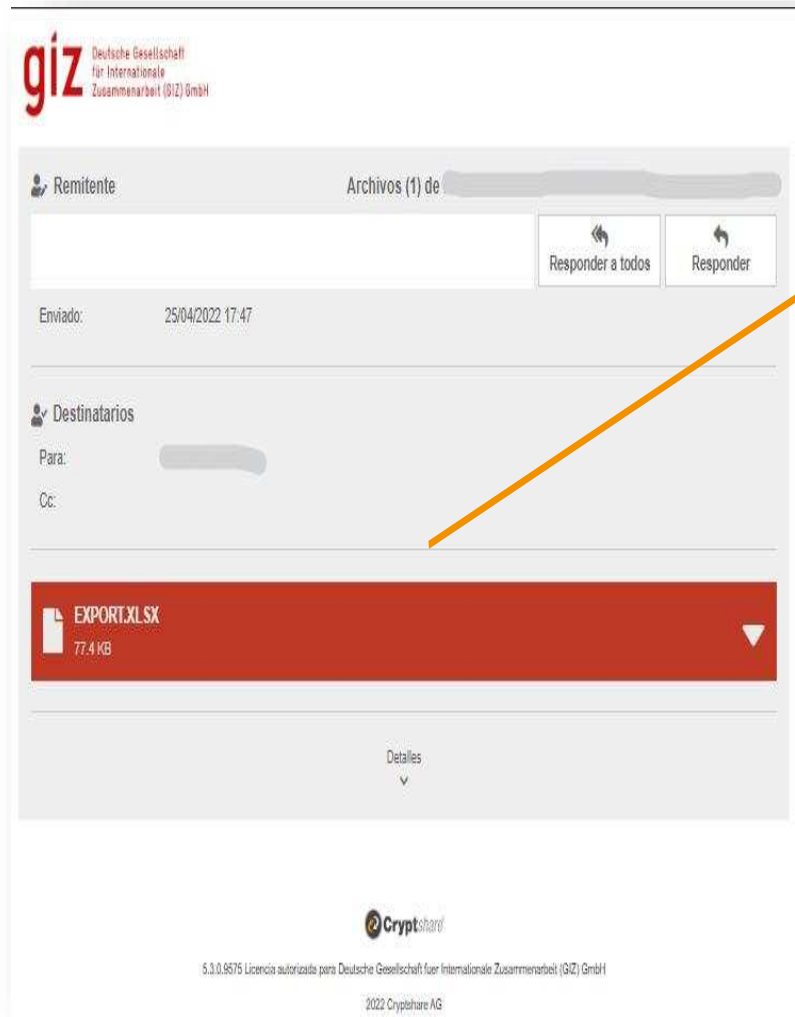 giz Deutsche Gesellschaft
für Internationale
Zusammenarbeit (GIZ) GmbH
Remitente
Archivos (1) de
Responder a todos
Responder
Enviado: 25/04/2022 17:47
Destinatarios
Para:
Cc:
EXPORT.XLSX
77.4 KB
Detalles
Cryptshare
5.3.0.9575 Licencia autorizada para Deutsche Gesellschaft fuer Internationale Zusammenarbeit (GIZ) GmbH
2022 Cryptshare AG